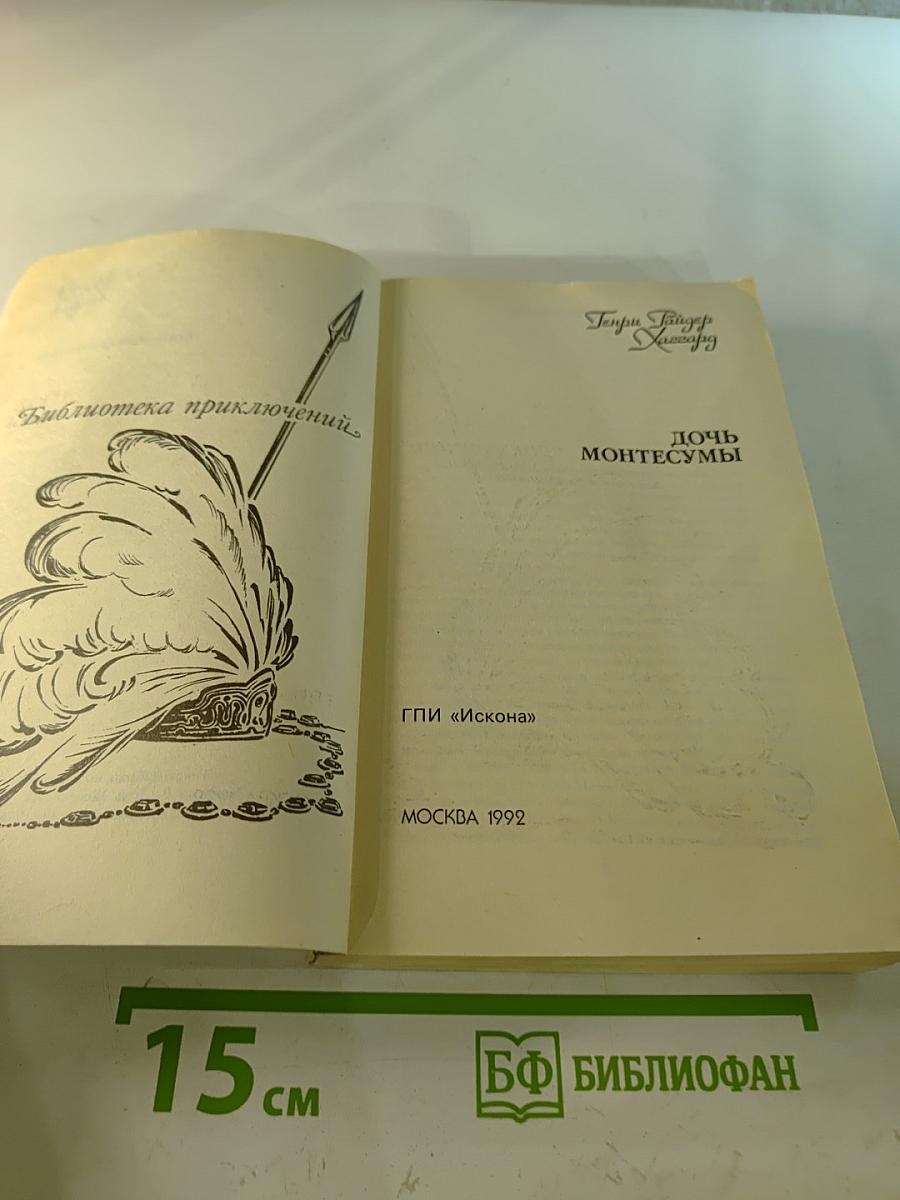 Библиотека приключений
Генри Райдер
Хаггард
ДОЧЬ
МОНТЕСУМЫ
ГПИ «Искона»
МОСКВА 1992
15 см
БФ БИБЛИОФАН